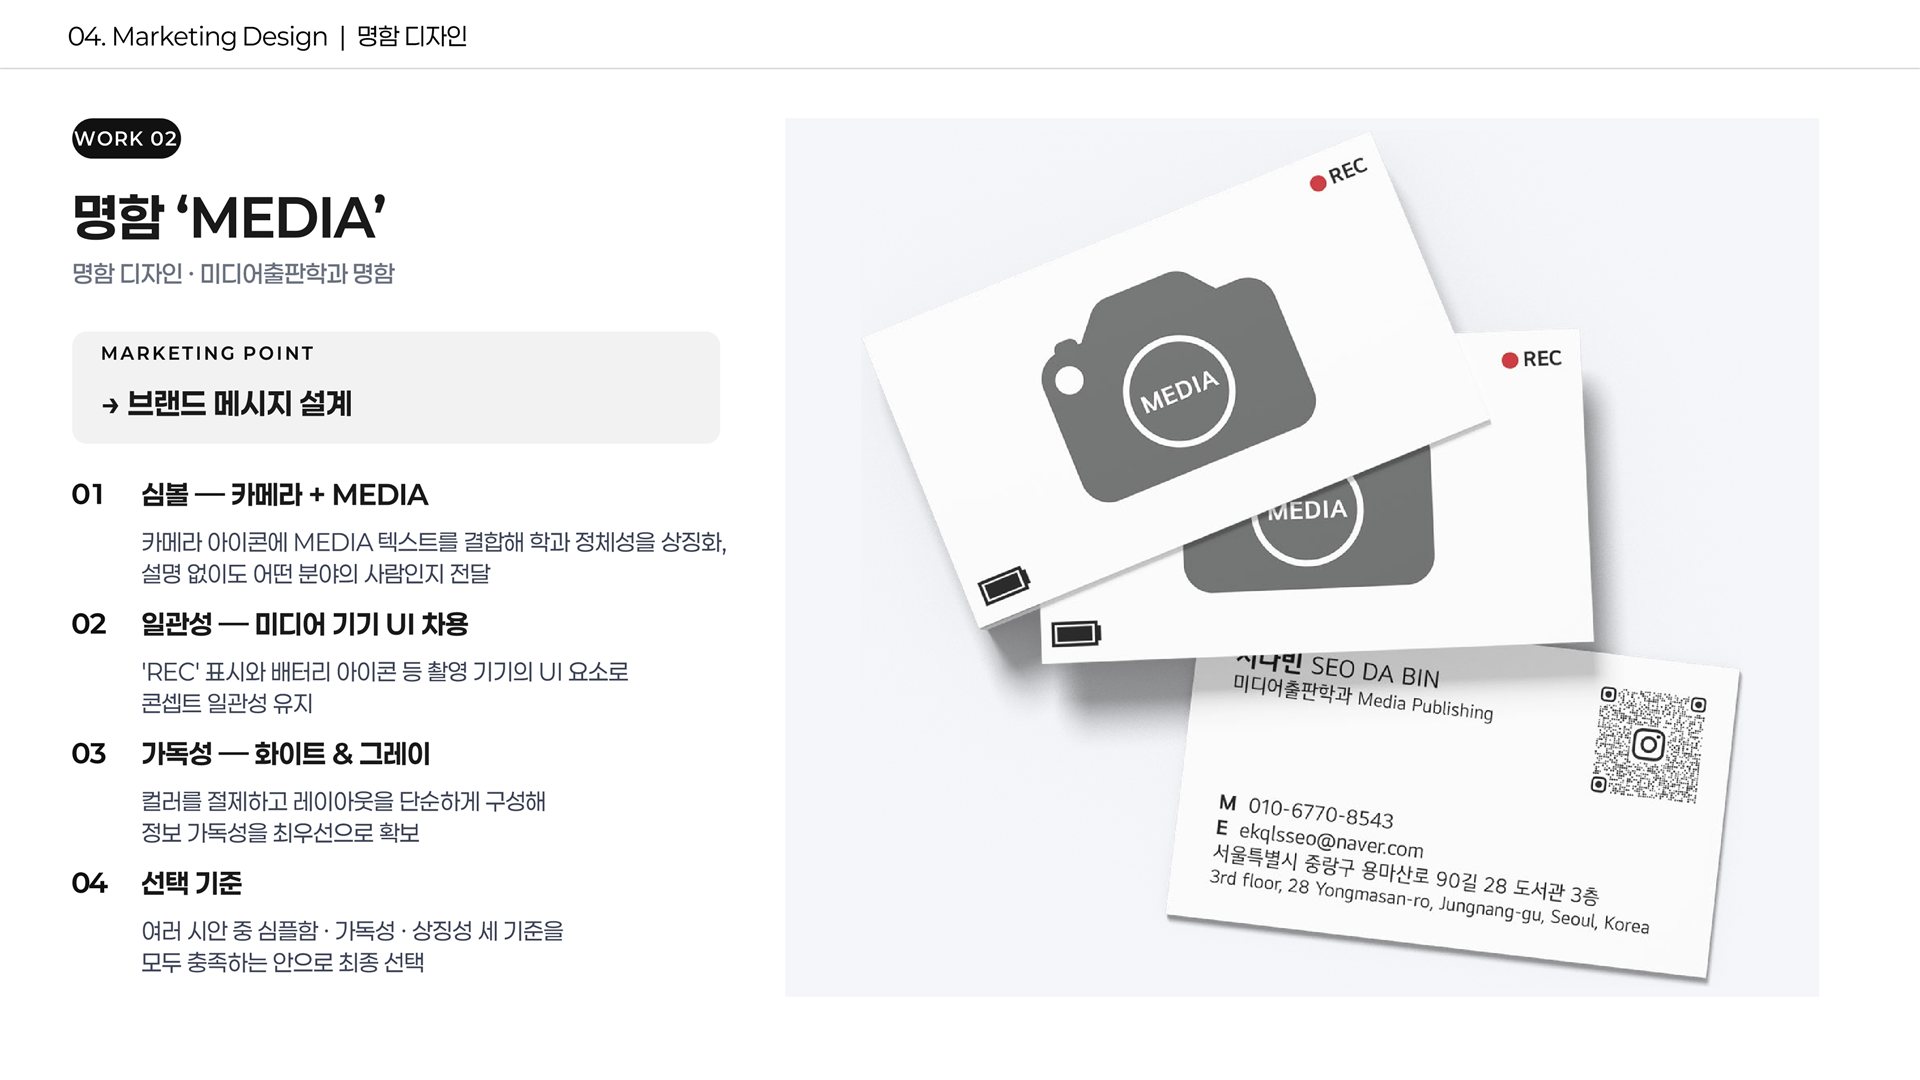 04. Marketing Design | 명함 디자인
WORK 02
명함 ‘MEDIA’
명함 디자인 · 미디어출판학과 명함
MARKETING POINT
→ 브랜드 메시지 설계
01 심볼 — 카메라 + MEDIA
카메라 아이콘에 MEDIA 텍스트를 결합해 학과 정체성을 상징화,
설명 없이도 어떤 분야의 사람인지 전달
02 일관성 — 미디어 기기 UI 차용
'REC' 표시와 배터리 아이콘 등 촬영 기기의 UI 요소로
콘셉트 일관성 유지
03 가독성 — 화이트 & 그레이
컬러를 절제하고 레이아웃을 단순하게 구성해
정보 가독성을 최우선으로 확보
04 선택 기준
여러 시안 중 심플함 · 가독성 · 상징성 세 기준을
모두 충족하는 안으로 최종 선택
REC
MEDIA
REC
MEDIA
SEO DA BIN
미디어출판학과 Media Publishing
M 010-6770-8543
E ekqlsseo@naver.com
서울특별시 중랑구 용마산로 90길 28 도서관 3층
3rd floor, 28 Yongmasan-ro, Jungnang-gu, Seoul, Korea